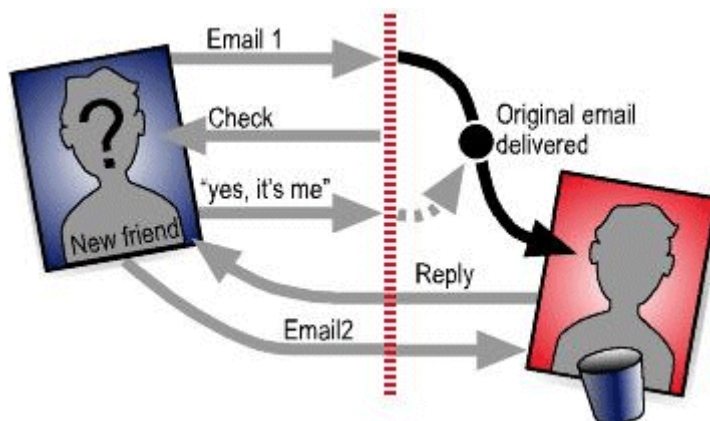 Email 1
Check
Original email
delivered
?
"yes, it's me"
New friend
Reply
Email2